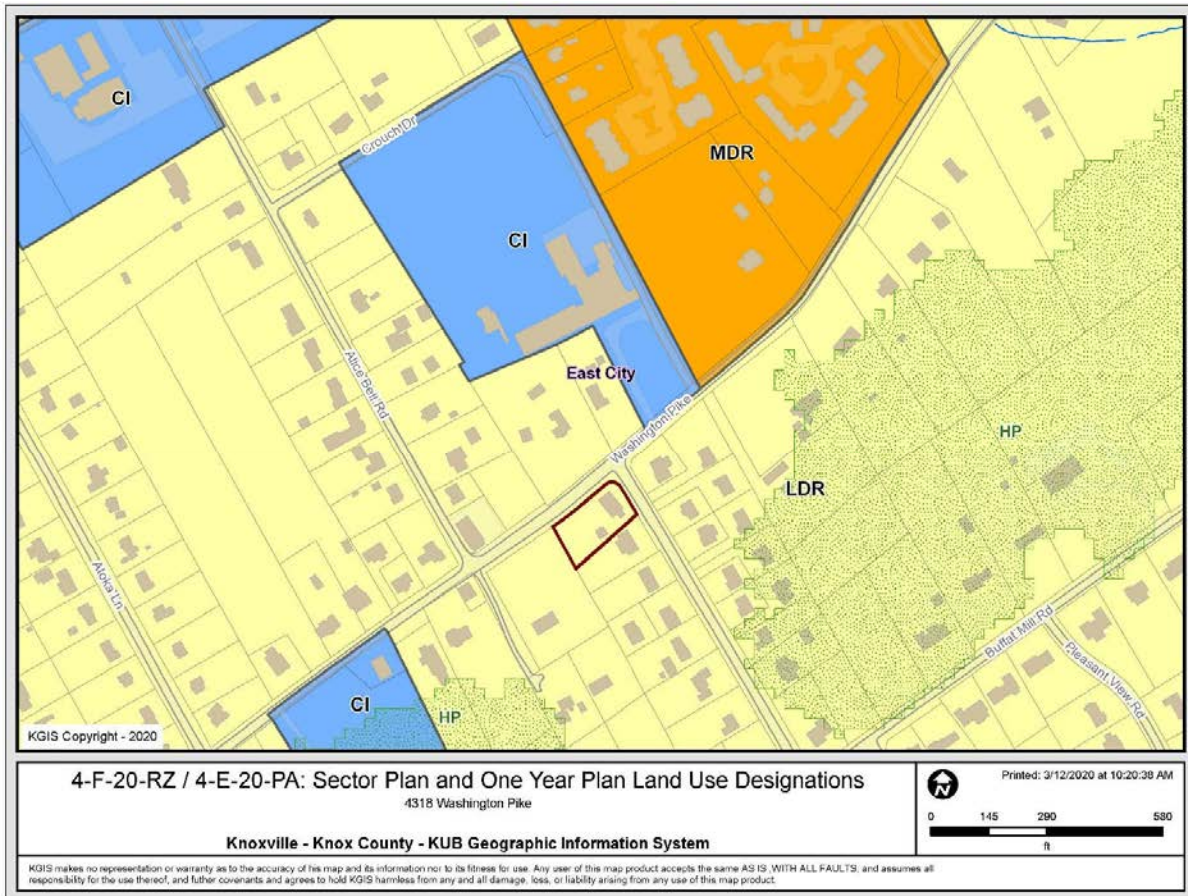 CI
Crouch Dr
MDR
CI
Alice Bell Rd
East City
Washington Pike
HP
LDR
Atoka Ln
Buffat Mill Rd
Pleasant View Rd
CI
HP
KGIS Copyright - 2020
4-F-20-RZ / 4-E-20-PA: Sector Plan and One Year Plan Land Use Designations
4318 Washington Pike
Knoxville - Knox County - KUB Geographic Information System
N
Printed: 3/12/2020 at 10:20:38 AM
0 145 290 580
ft
KGIS makes no representation or warranty as to the accuracy of his map and its information nor to its fitness for use. Any user of this map product accepts the same AS IS ,WITH ALL FAULTS, and assumes all
responsibility for the use thereof, and futher covenants and agrees to hold KGIS harmless from any and all damage, loss, or liability arising from any use of this map product.